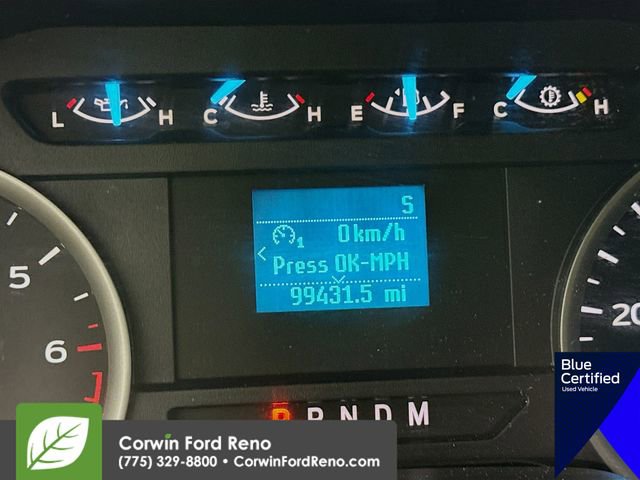 L H C H E F C H
S
1 0km/h
Press OK-MPH
99431.5 mi
5
6
20
P R N D M
Blue
Certified
Used Vehicle
Corwin Ford Reno
(775) 329-8800 • CorwinFordReno.com